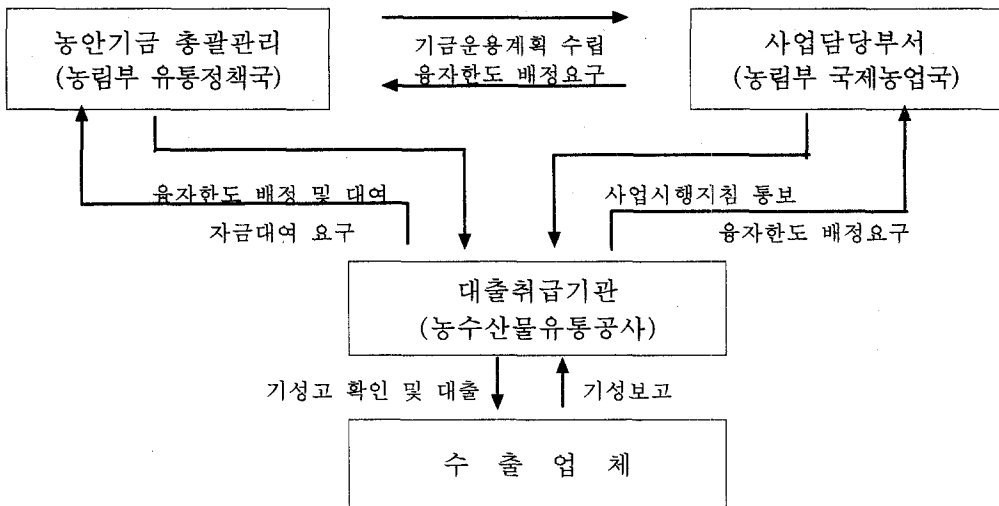 농안기금 총괄관리
(농림부 유통정책국)
기금운용계획 수립
융자한도 배정요구
사업담당부서
(농림부 국제농업국)
융자한도 배정 및 대여
자금대여 요구
사업시행지침 통보
융자한도 배정요구
대출취급기관
(농수산물유통공사)
기성고 확인 및 대출
기성보고
수 출 업 체